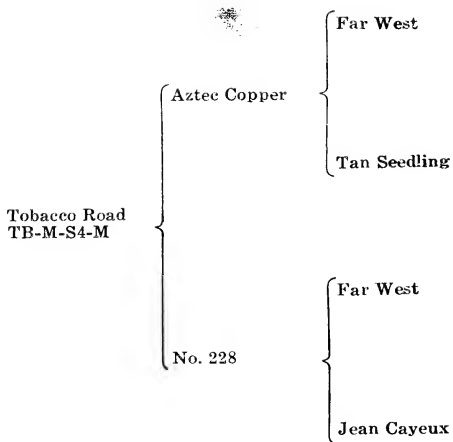 Far West
Aztec Copper
Tan Seedling
Tobacco Road
TB-M-S4-M
Far West
No. 228
Jean Cayeux